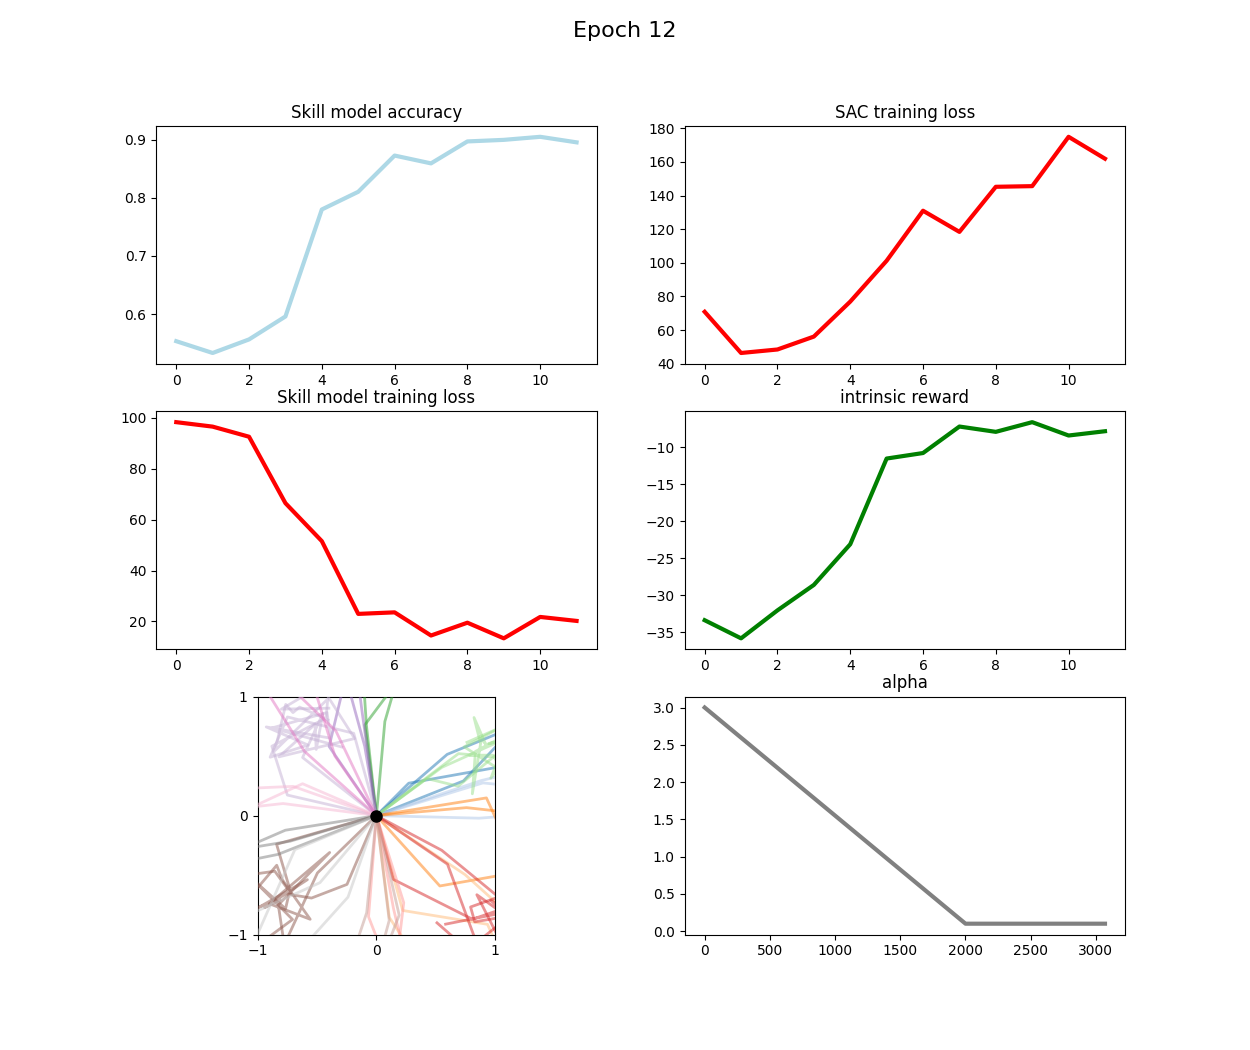 Epoch 12
Skill model accuracy
0.9
0.8
0.7
0.6
0 2 4 6 8 10
SAC training loss
180
160
140
120
100
80
60
40
0 2 4 6 8 10
Skill model training loss
100
80
60
40
20
0 2 4 6 8 10
intrinsic reward
−10
−15
−20
−25
−30
−35
0 2 4 6 8 10
1
0
−1
−1 0 1
alpha
3.0
2.5
2.0
1.5
1.0
0.5
0.0
0 500 1000 1500 2000 2500 3000